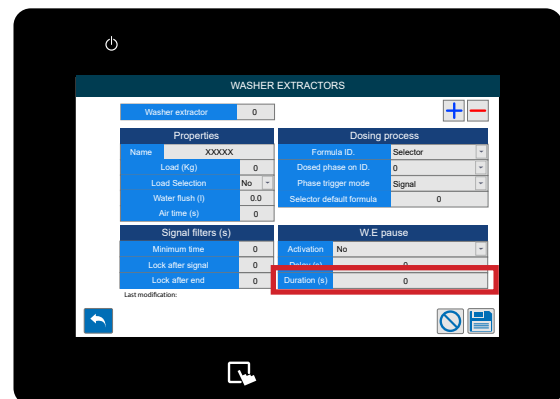 WASHER EXTRACTORS
Washer extractor 0
Properties
Name XXXXX
Load (Kg) 0
Load Selection No
Water flush (l) 0.0
Air time (s) 0
Dosing process
Formula ID. Selector
Dosed phase on ID. 0
Phase trigger mode Signal
Selector default formula 0
Signal filters (s)
Minimum time 0
Lock after signal 0
Lock after end 0
W.E pause
Activation No
Delay (s) 0
Duration (s) 0
Last modification: